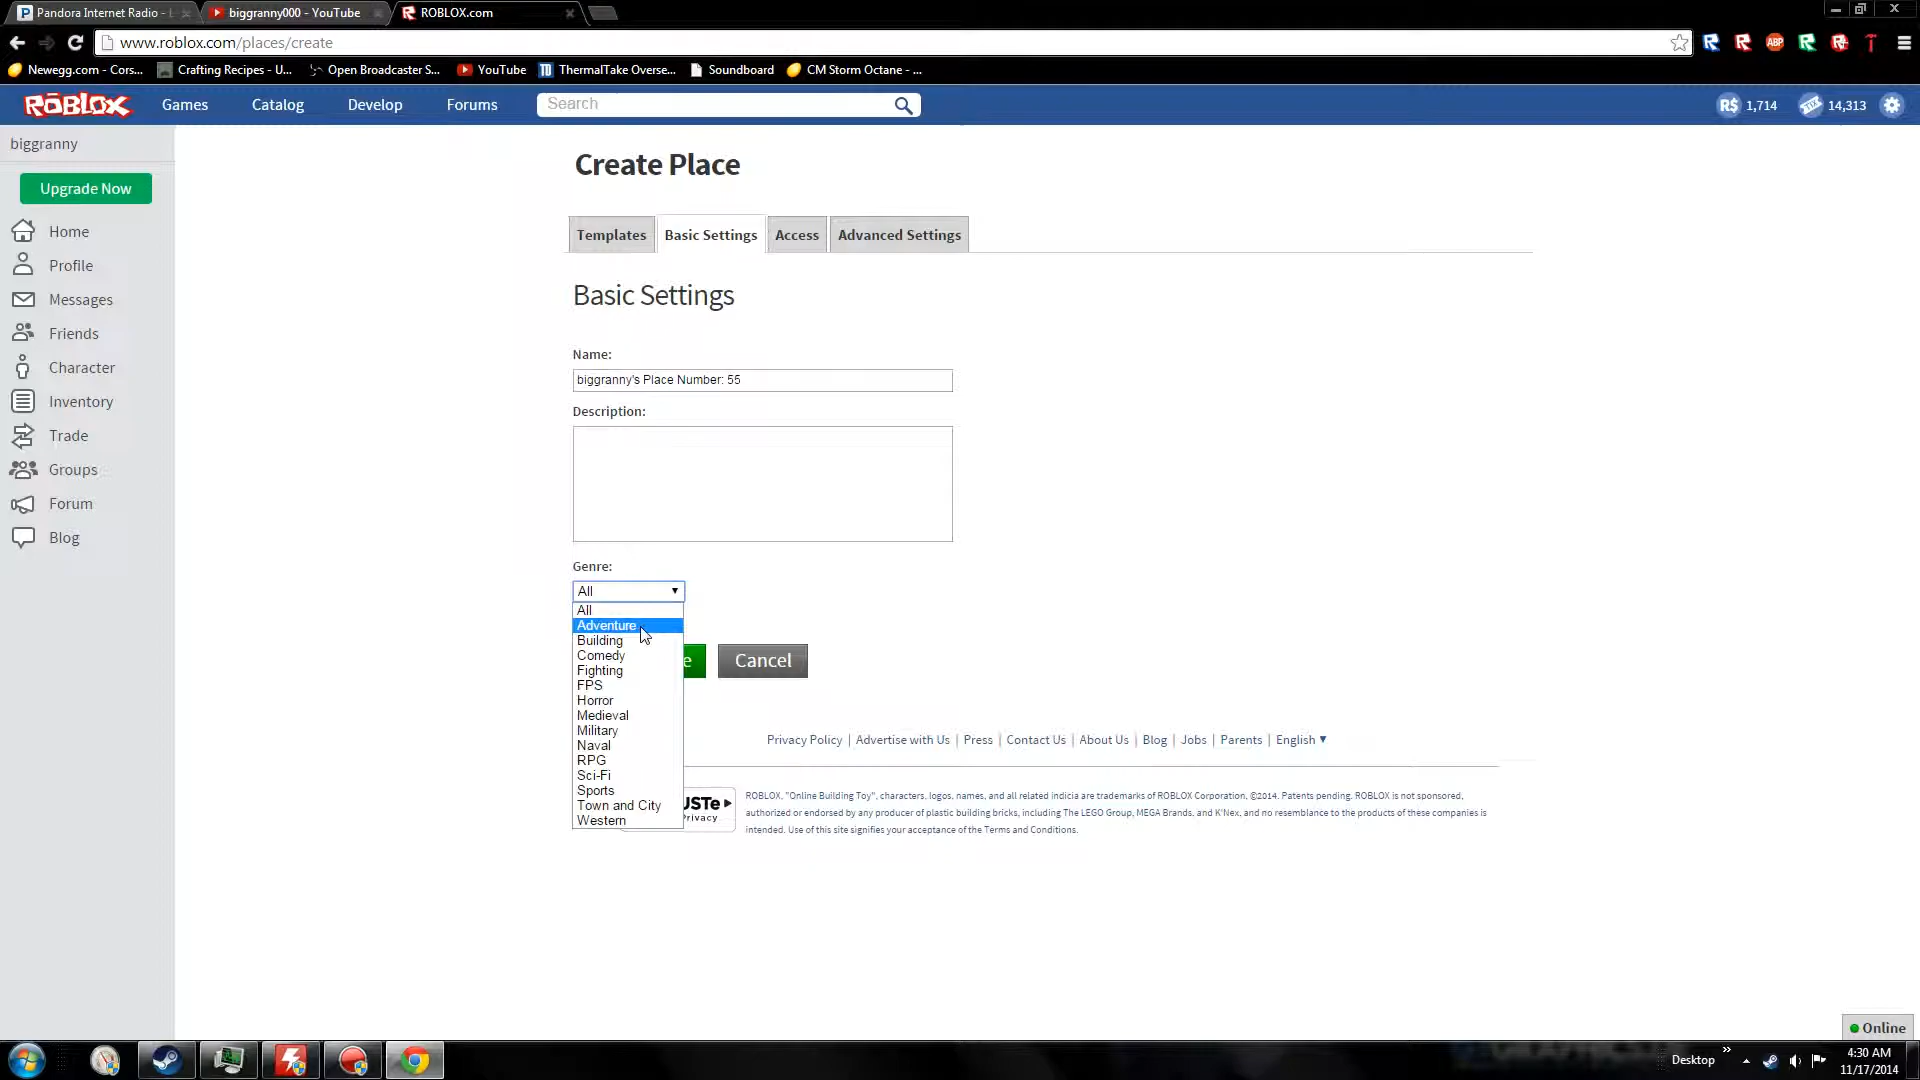 Pandora Internet Radio - L
biggranny000 - YouTube
ROBLOX.com
www.roblox.com/places/create
Newegg.com - Cors...
Crafting Recipes - U...
Open Broadcaster S...
YouTube
ThermalTake Overse...
Soundboard
CM Storm Octane - ...
ROBLOX
Games
Catalog
Develop
Forums
Search
R$ 1,714
14,313
biggranny
Upgrade Now
Home
Profile
Messages
Friends
Character
Inventory
Trade
Groups
Forum
Blog
Create Place
Templates
Basic Settings
Access
Advanced Settings
Basic Settings
Name:
biggranny's Place Number: 55
Description:
Genre:
All
All
Adventure
Building
Comedy
Fighting
FPS
Horror
Medieval
Military
Naval
RPG
Sci-Fi
Sports
Town and City
Western
e
Cancel
Privacy Policy | Advertise with Us | Press | Contact Us | About Us | Blog | Jobs | Parents | English ▼
USTe
Privacy
ROBLOX, "Online Building Toy", characters, logos, names, and all related indicia are trademarks of ROBLOX Corporation, ©2014. Patents pending. ROBLOX is not sponsored,
authorized or endorsed by any producer of plastic building bricks, including The LEGO Group, MEGA Brands, and K'Nex, and no resemblance to the products of these companies is
intended. Use of this site signifies your acceptance of the Terms and Conditions.
Online
Desktop
4:30 AM
11/17/2014